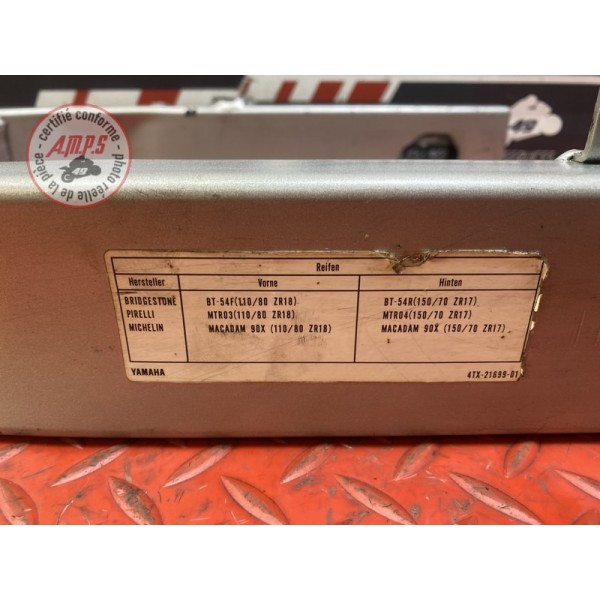 certifié conforme
A.M.P.S
49
photo réelle de la pièce
49
Reifen
Hersteller Vorne Hinten
BRIDGESTONE BT-54F(110/80 ZR18) BT-54R(150/70 ZR17)
PIRELLI MTR03(110/80 ZR18) MTR04(150/70 ZR17)
MICHELIN MACADAM 90X (110/80 ZR18) MACADAM 90X (150/70 ZR17)
YAMAHA 4TX-21699-01